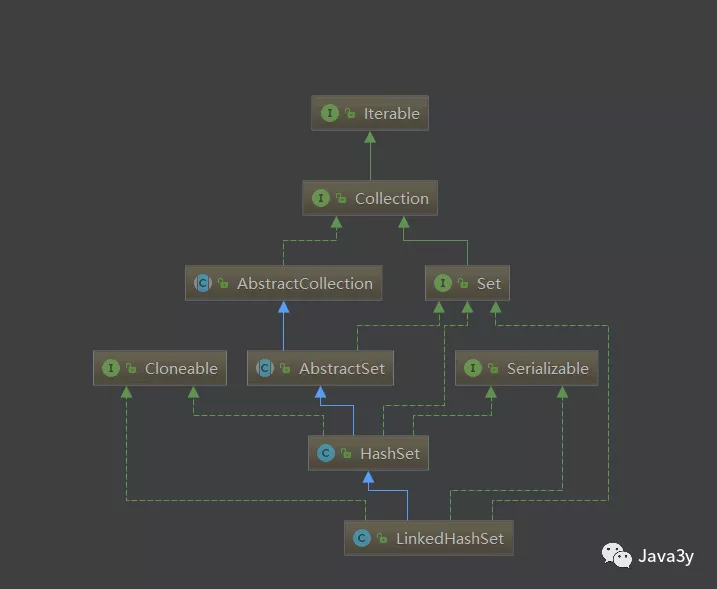 Iterable
Collection
AbstractCollection
Set
Cloneable
AbstractSet
Serializable
HashSet
LinkedHashSet
Java3y